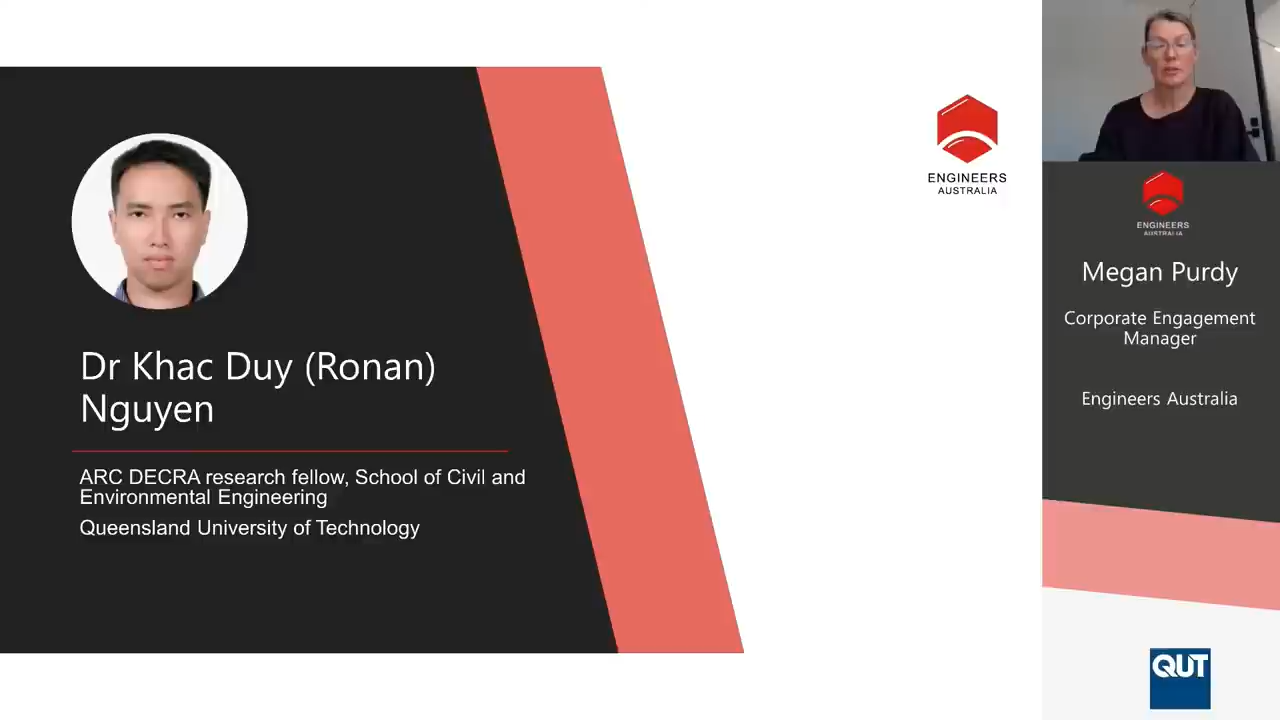 Dr Khac Duy (Ronan)
Nguyen
ARC DECRA research fellow, School of Civil and
Environmental Engineering
Queensland University of Technology
ENGINEERS
AUSTRALIA
ENGINEERS
AUSTRALIA
Megan Purdy
Corporate Engagement
Manager
Engineers Australia
QUT